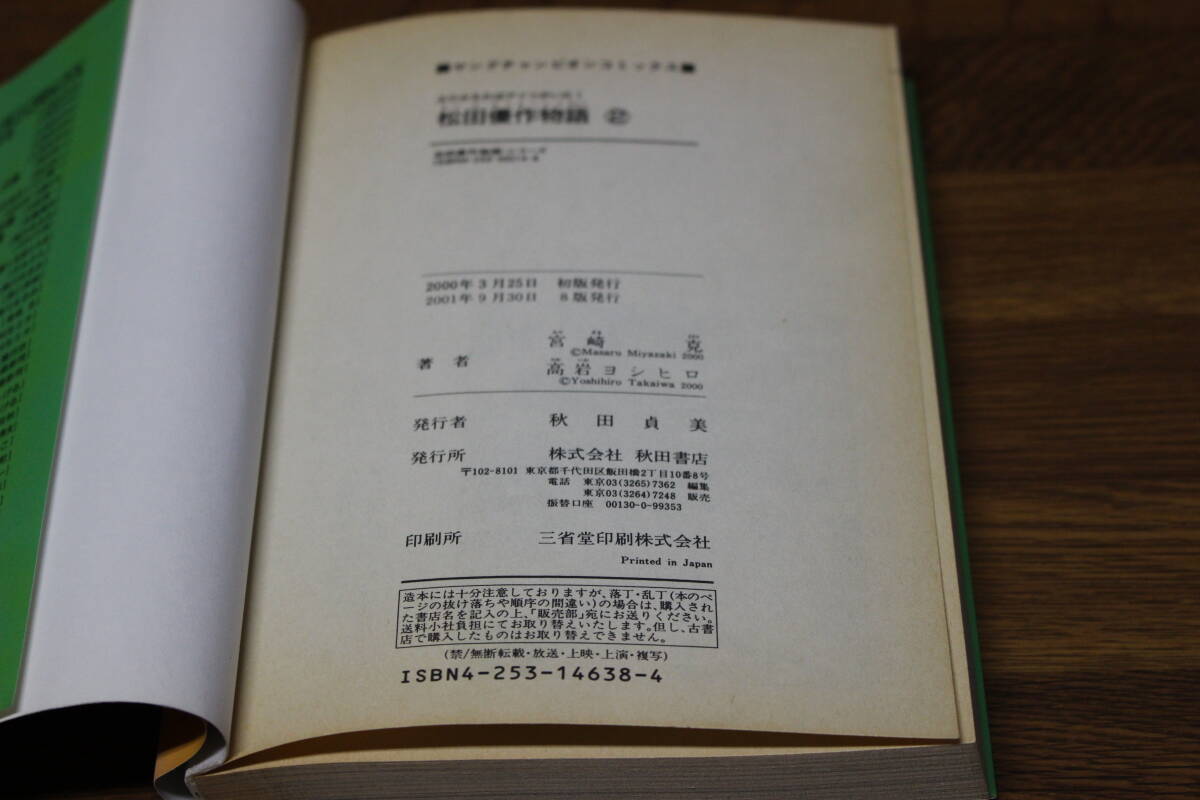 ■ヤングチャンピオンコミックス■
松田優作物語 ②
2000年3月25日 初版発行
2001年9月30日 8版発行
著者
宮崎 克
©Masaru Miyazaki 2000
高岩ヨシヒロ
©Yoshihiro Takaiwa 2000
発行者 秋田貞美
発行所 株式会社 秋田書店
〒102-8101 東京都千代田区飯田橋2丁目10番8号
電話 東京03(3265)7362 編集
東京03(3264)7248 販売
振替口座 00130-0-99353
印刷所 三省堂印刷株式会社
Printed in Japan
造本には十分注意しておりますが、落丁・乱丁(本のペ
ージの抜け落ちや順序の間違い)の場合は、購入され
た書店名を記入の上、「販売部」宛にお送りください。
送料小社負担にてお取り替えいたします。但し、古書
店で購入したものはお取り替えできません。
(禁/無断転載・放送・上映・上演・複写)
ISBN4-253-14638-4